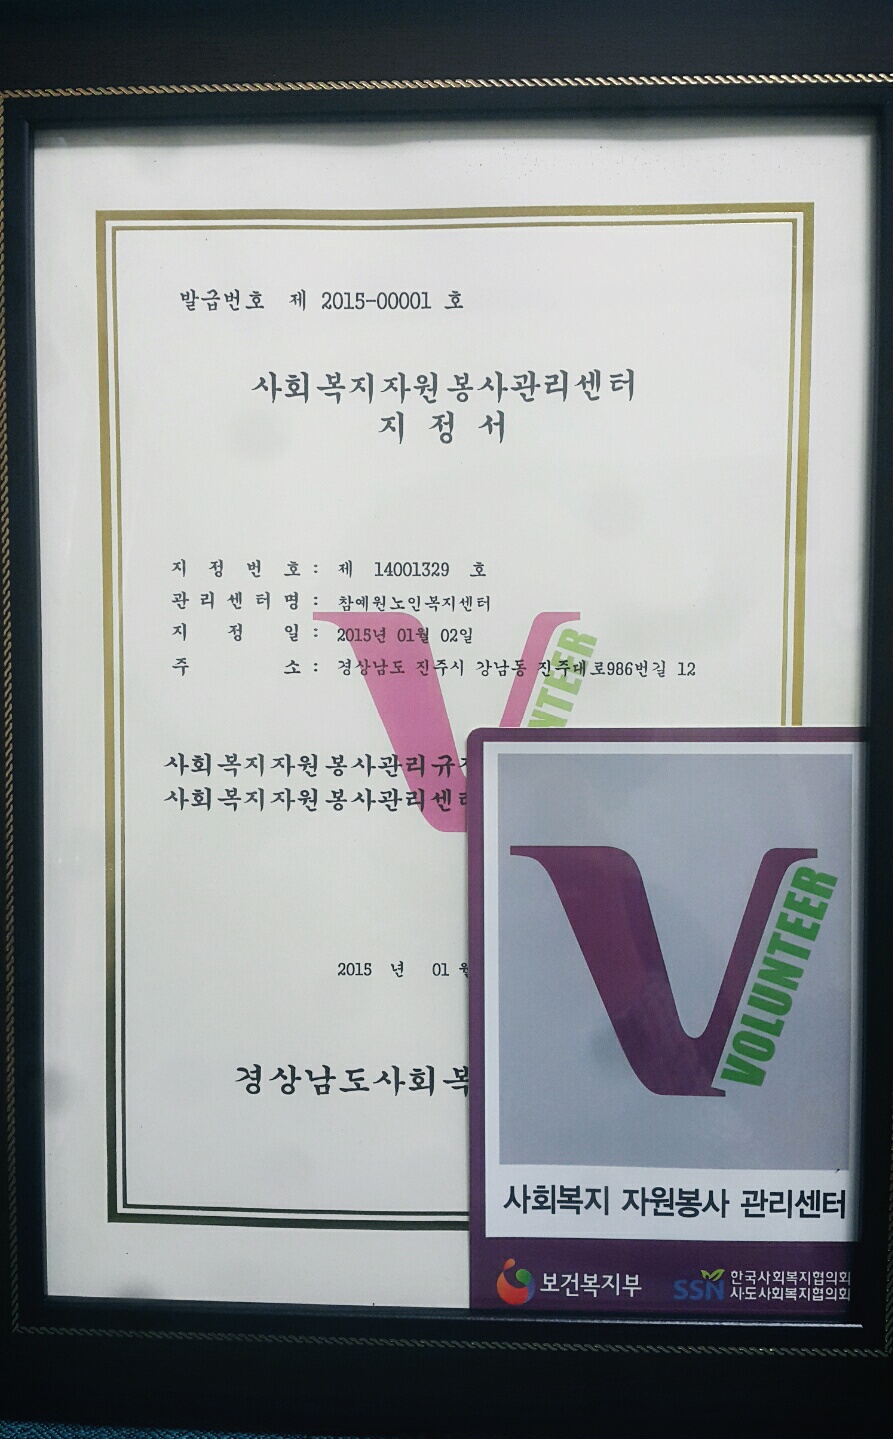 발급번호 제 2015-00001 호
사회복지자원봉사관리센터
지 정 서
지 정 번 호 : 제 14001329 호
관 리 센 터 명 : 참예원노인복지센터
지 정 일 : 2015년 01월 02일
주 소 : 경상남도 진주시 강남동 진주대로986번길 12
VOLUNTEER
사회복지자원봉사관리규
사회복지자원봉사관리센터
2015 년 01 월
경상남도사회복
V
VOLUNTEER
사회복지 자원봉사 관리센터
보건복지부
SSN 한국사회복지협의회
시도사회복지협의회